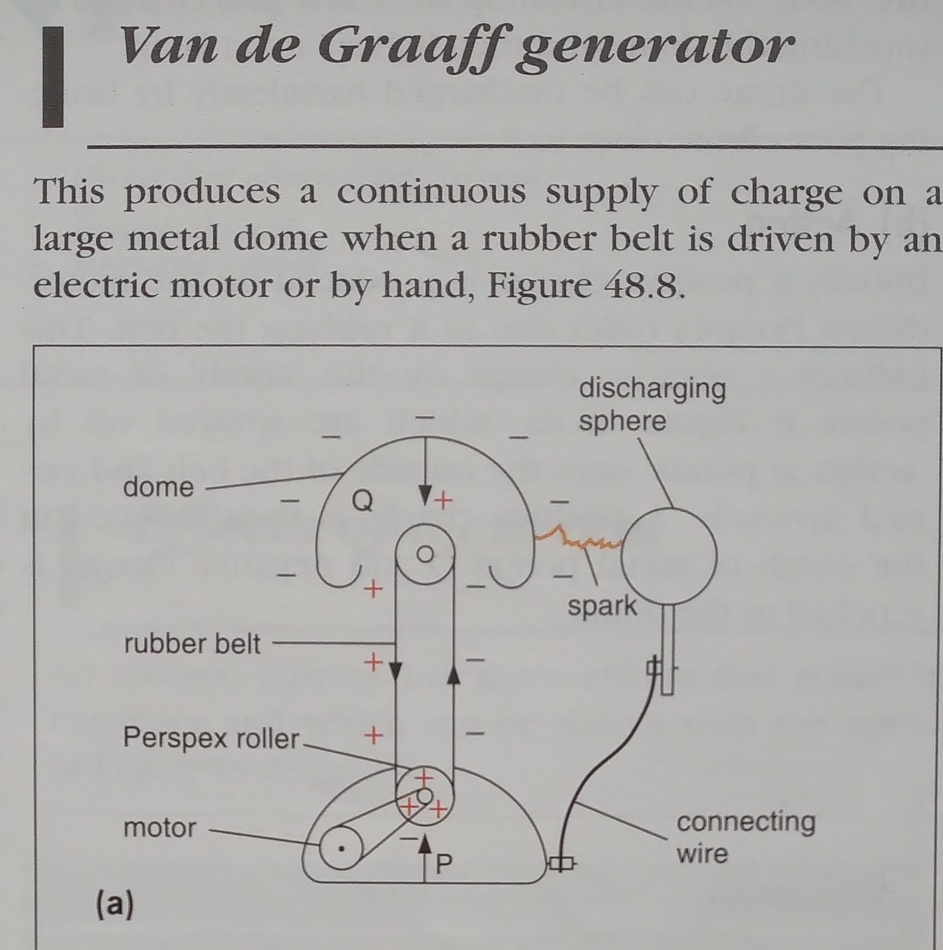 Van de Graaff generator
This produces a continuous supply of charge on a
large metal dome when a rubber belt is driven by an
electric motor or by hand, Figure 48.8.
discharging
sphere
− −
dome
Q
+
− −
spark
− + − −
rubber belt
+ −
+ −
Perspex roller
+
+ +
motor
−
P
connecting
wire
(a)